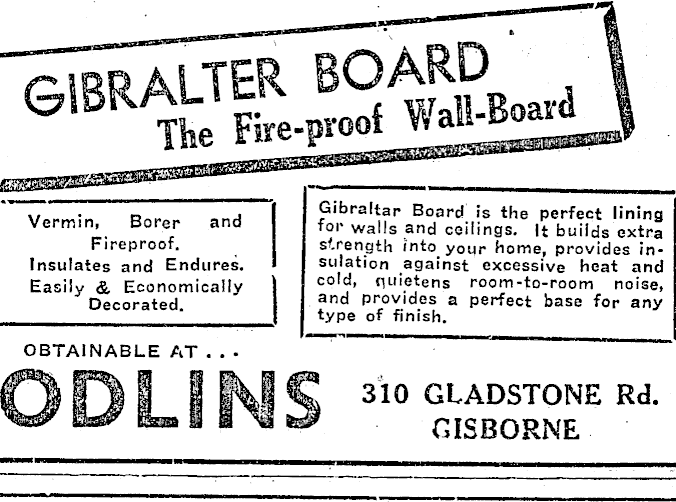 GIBRALTER BOARD
The Fire-proof Wall-Board
Vermin, Borer and
Fireproof.
Insulates and Endures.
Easily & Economically
Decorated.
Gibraltar Board is the perfect lining
for walls and ceilings. It builds extra
strength into your home, provides in-
sulation against excessive heat and
cold, quietens room-to-room noise,
and provides a perfect base for any
type of finish.
OBTAINABLE AT . . .
ODLINS
310 GLADSTONE Rd.
GISBORNE